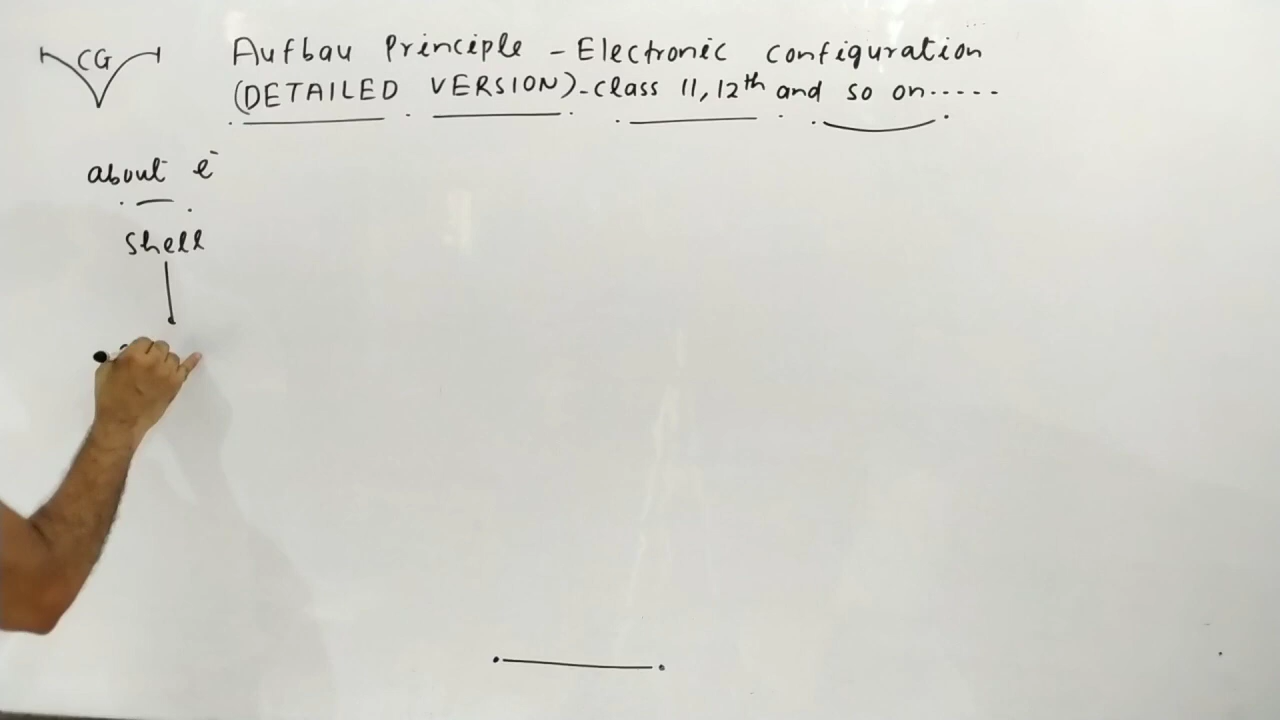 CG
Aufbau Principle - Electronic configuration
(DETAILED VERSION)-class 11, 12th and so on-----
about e⁻
Shell